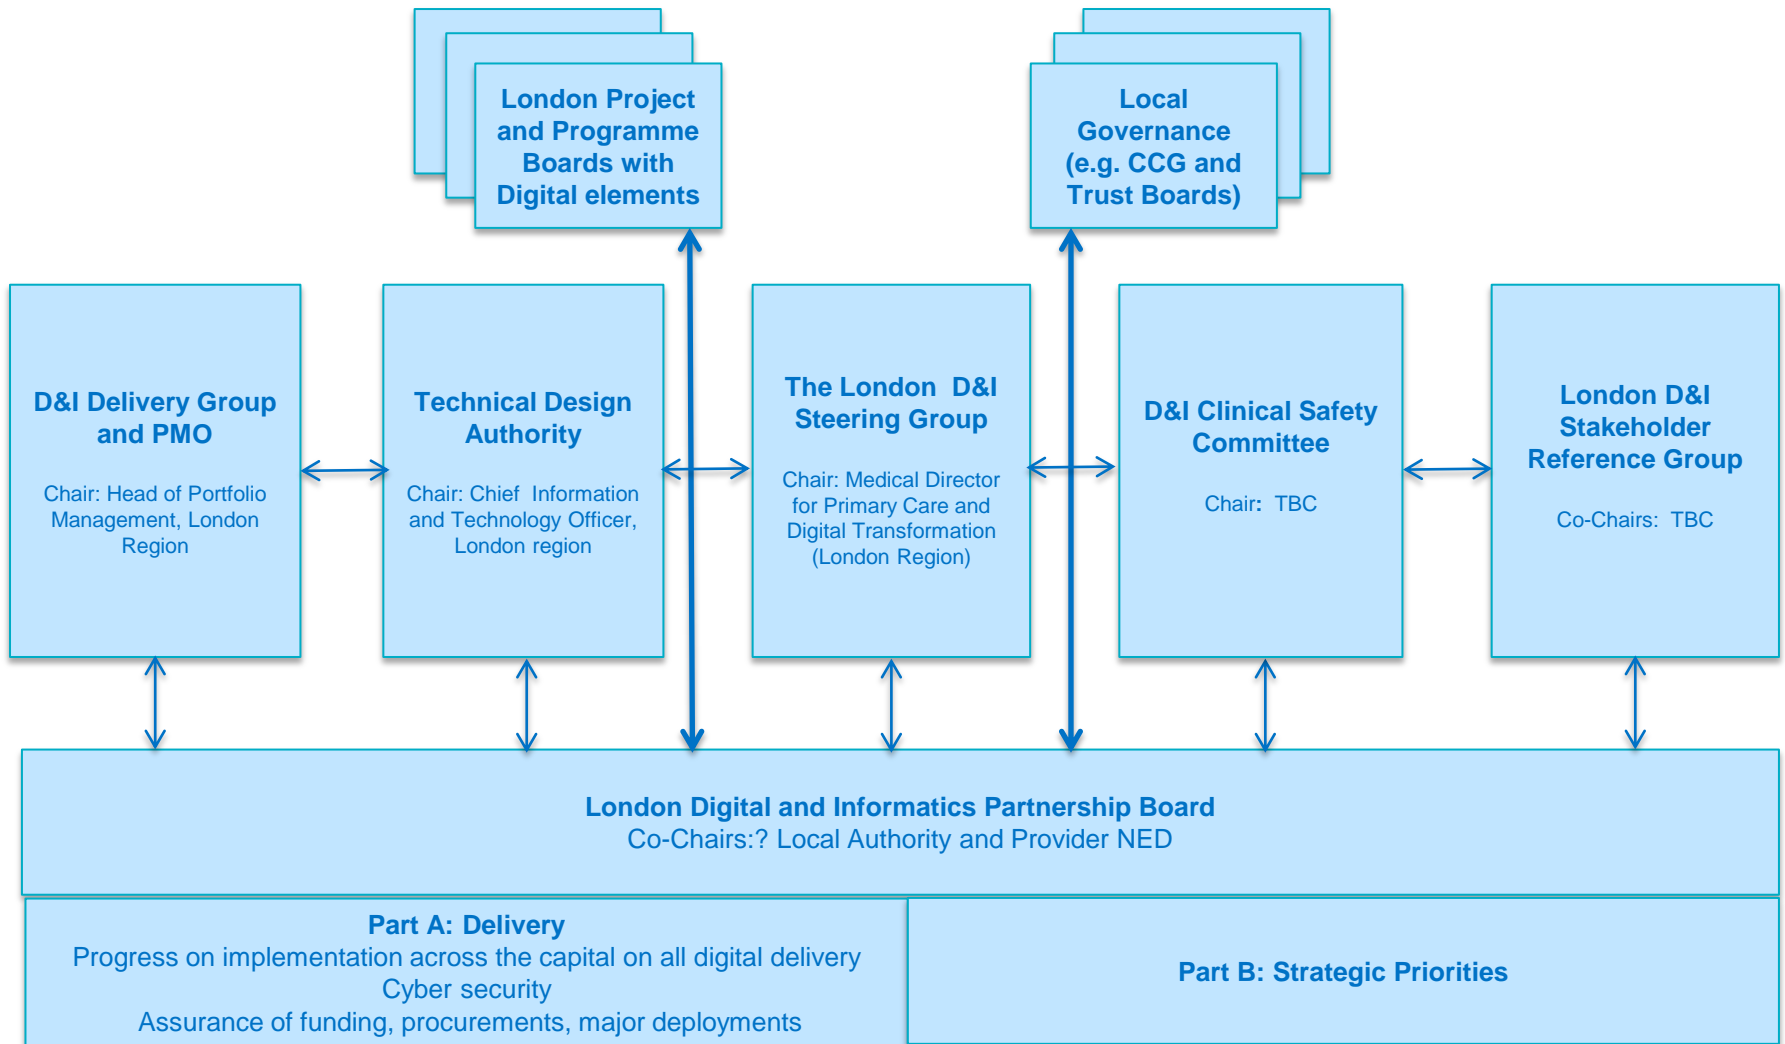 London Project
and Programme
Boards with
Digital elements
Local
Governance
(e.g. CCG and
Trust Boards)
D&I Delivery Group
and PMO
Chair: Head of Portfolio
Management, London
Region
Technical Design
Authority
Chair: Chief  Information
and Technology Officer,
London region
The London  D&I
Steering Group
Chair: Medical Director
for Primary Care and
Digital Transformation
(London Region)
D&I Clinical Safety
Committee
Chair:  TBC
London D&I
Stakeholder
Reference Group
Co-Chairs:  TBC
London Digital and Informatics Partnership Board
Co-Chairs:? Local Authority and Provider NED
Part A: Delivery
Progress on implementation across the capital on all digital delivery
Cyber security
Assurance of funding, procurements, major deployments
Part B: Strategic Priorities